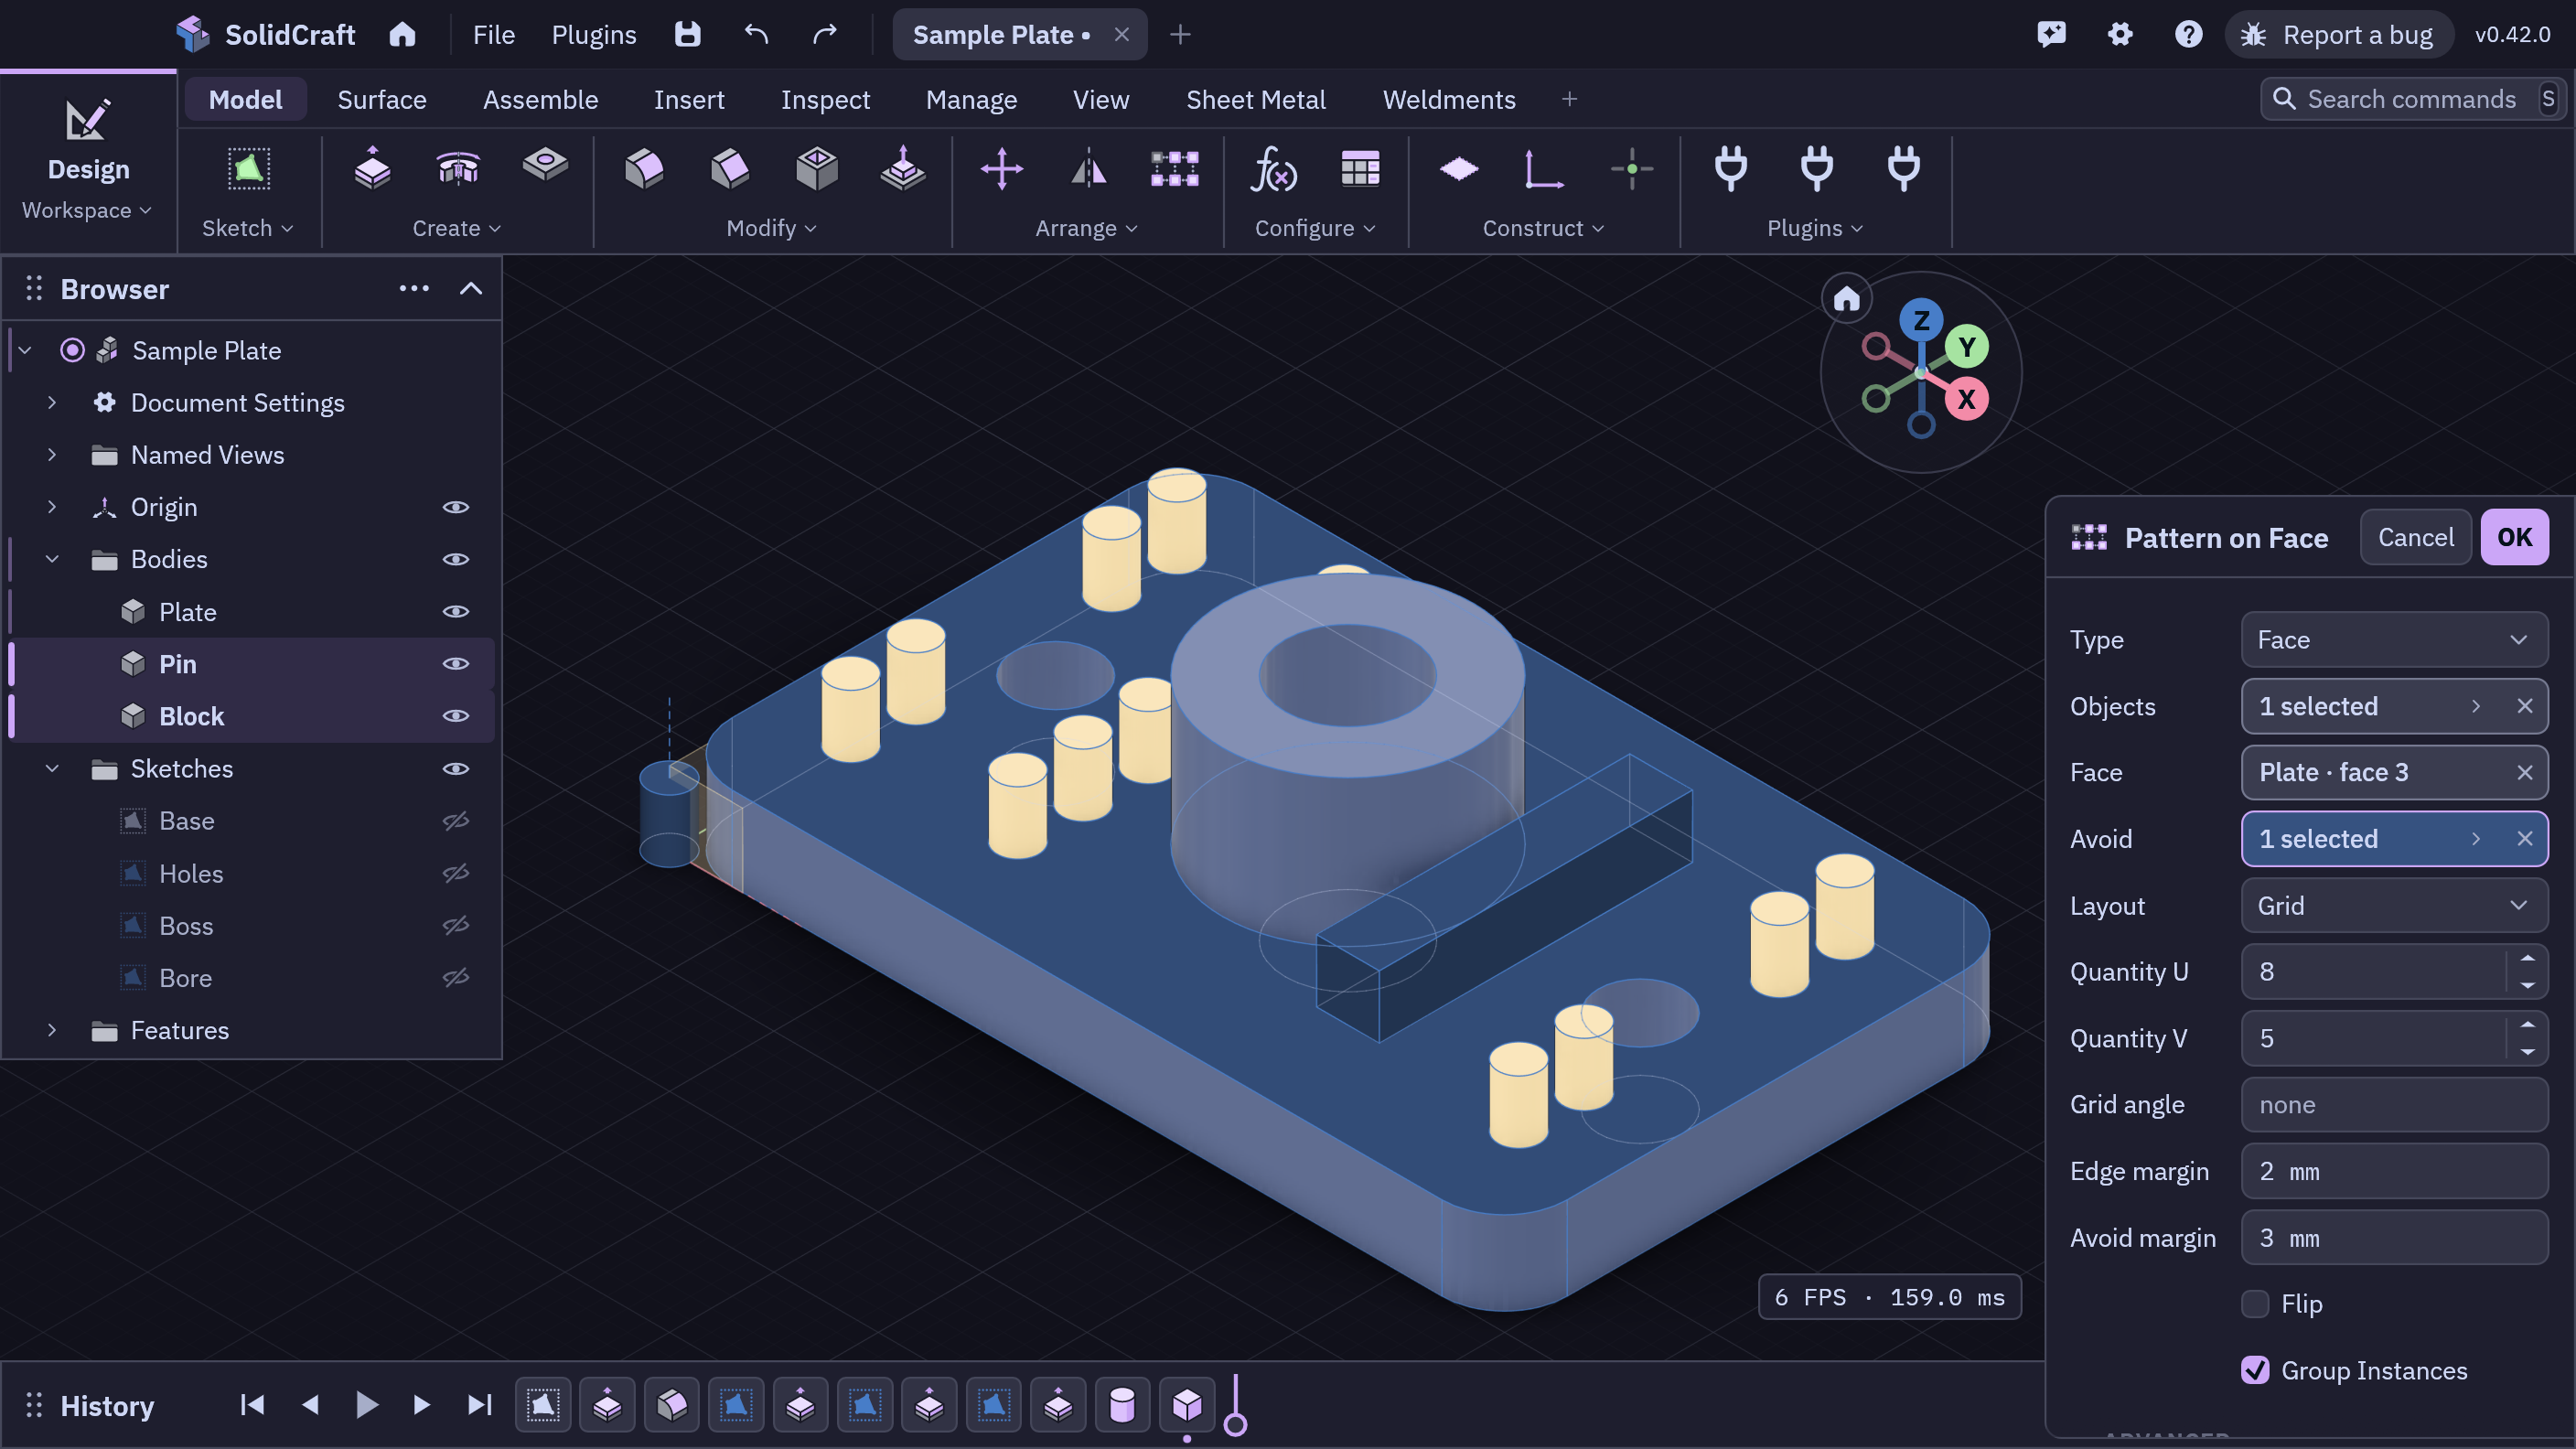 SolidCraft
File
Plugins
Sample Plate •
Report a bug
v0.42.0
Design
Workspace
Model
Surface
Assemble
Insert
Inspect
Manage
View
Sheet Metal
Weldments
Search commands
S
Sketch
Create
Modify
Arrange
Configure
Construct
Plugins
Browser
Sample Plate
Document Settings
Named Views
Origin
Bodies
Plate
Pin
Block
Sketches
Base
Holes
Boss
Bore
Features
Z
Y
X
Pattern on Face
Cancel
OK
Type
Face
Objects
1 selected
Face
Plate · face 3
Avoid
1 selected
Layout
Grid
Quantity U
8
Quantity V
5
Grid angle
none
Edge margin
2 mm
Avoid margin
3 mm
Flip
Group Instances
ADVANCED
6 FPS · 159.0 ms
History